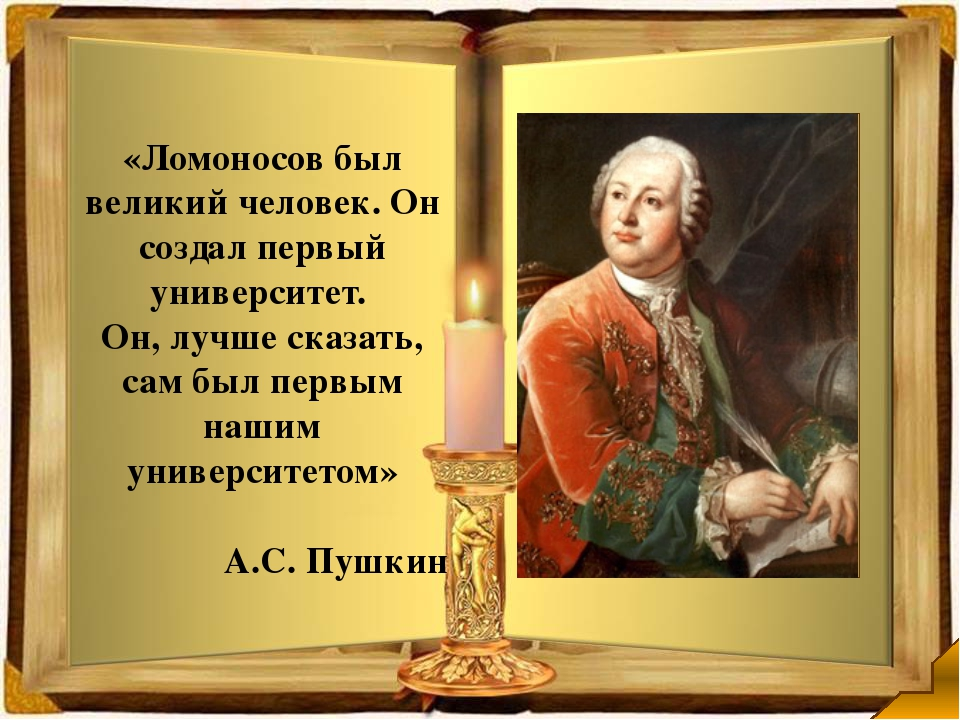 «Ломоносов был
великий человек. Он
создал первый
университет.
Он, лучше сказать,
сам был первым
нашим
университетом»
А.С. Пушкин